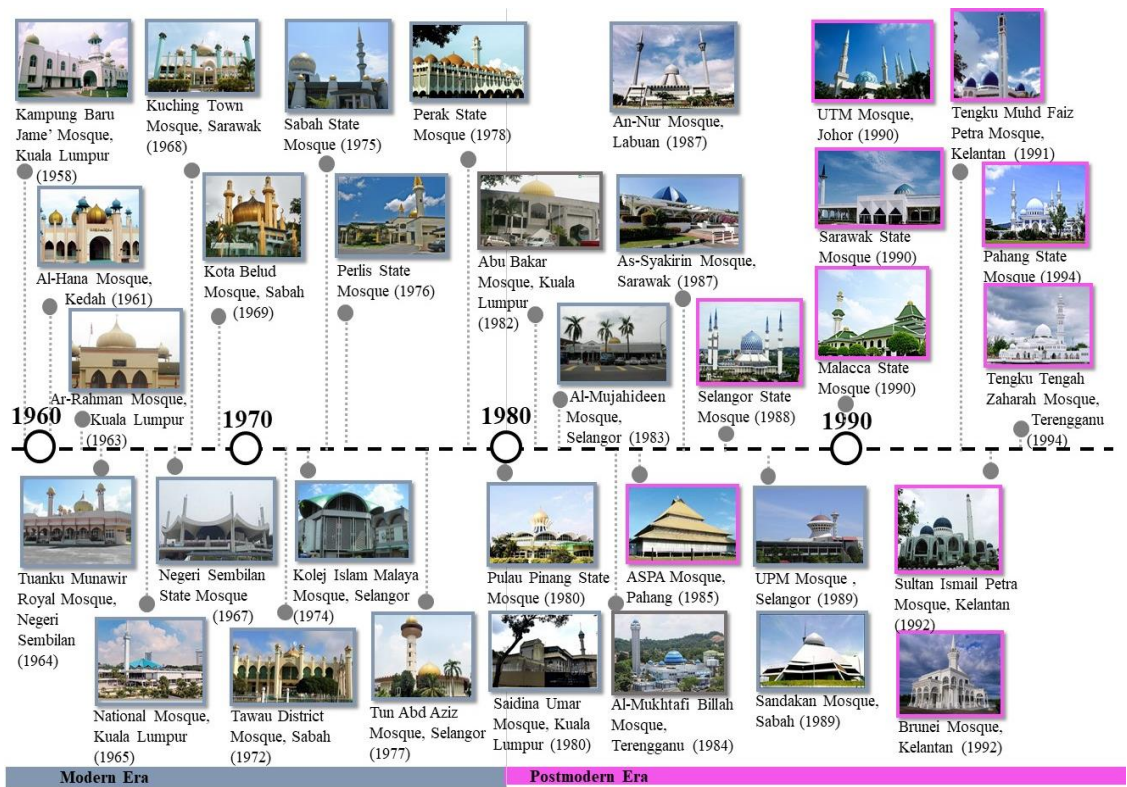 Kampung Baru
Jame’ Mosque,
Kuala Lumpur
(1958)
Kuching Town
Mosque, Sarawak
(1968)
Sabah State
Mosque (1975)
Perak State
Mosque (1978)
An-Nur Mosque,
Labuan (1987)
UTM Mosque,
Johor (1990)
Tengku Muhd Faiz
Petra Mosque,
Kelantan (1991)
Al-Hana Mosque,
Kedah (1961)
Kota Belud
Mosque, Sabah
(1969)
Perlis State
Mosque (1976)
Abu Bakar
Mosque, Kuala
Lumpur
(1982)
As-Syakirin Mosque,
Sarawak (1987)
Sarawak State
Mosque (1990)
Pahang State
Mosque (1994)
Ar-Rahman Mosque,
Kuala Lumpur
(1963)
Al-Mujahideen
Mosque,
Selangor (1983)
Selangor State
Mosque (1988)
Malacca State
Mosque (1990)
Tengku Tengah
Zaharah Mosque,
Terengganu
(1994)
1960
1970
1980
1990
Tuanku Munawir
Royal Mosque,
Negeri
Sembilan
(1964)
Negeri Sembilan
State Mosque
(1967)
Kolej Islam Malaya
Mosque, Selangor
(1974)
Pulau Pinang State
Mosque (1980)
ASPA Mosque,
Pahang (1985)
UPM Mosque ,
Selangor (1989)
Sultan Ismail Petra
Mosque, Kelantan
(1992)
National Mosque,
Kuala Lumpur
(1965)
Tawau District
Mosque, Sabah
(1972)
Tun Abd Aziz
Mosque, Selangor
(1977)
Saidina Umar
Mosque, Kuala
Lumpur (1980)
Al-Mukhtafi Billah
Mosque,
Terengganu (1984)
Sandakan Mosque,
Sabah (1989)
Brunei Mosque,
Kelantan (1992)
Modern Era
Postmodern Era